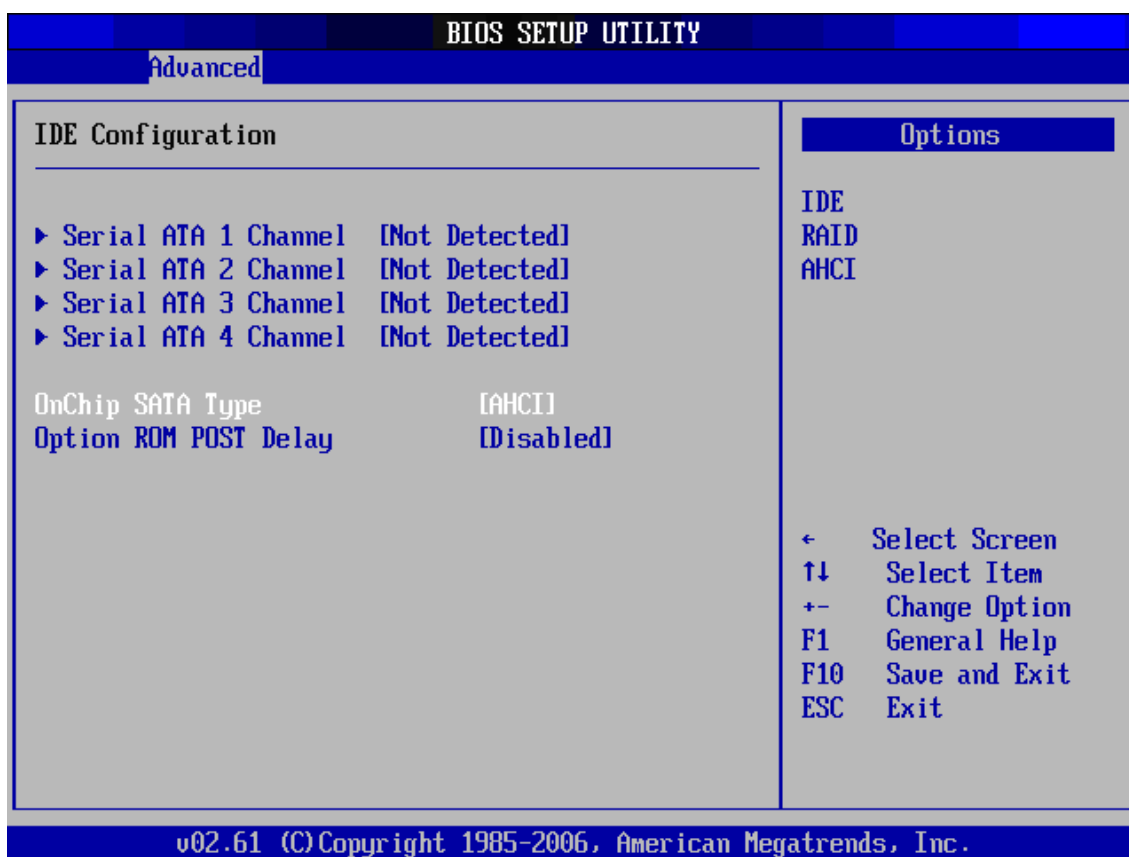 BIOS SETUP UTILITY
Advanced
IDE Configuration
▶ Serial ATA 1 Channel [Not Detected]
▶ Serial ATA 2 Channel [Not Detected]
▶ Serial ATA 3 Channel [Not Detected]
▶ Serial ATA 4 Channel [Not Detected]
OnChip SATA Type [AHCI]
Option ROM POST Delay [Disabled]
Options
IDE
RAID
AHCI
← Select Screen
↑↓ Select Item
+- Change Option
F1 General Help
F10 Save and Exit
ESC Exit
v02.61 (C)Copyright 1985-2006, American Megatrends, Inc.